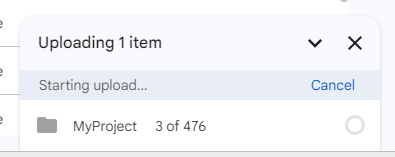 Uploading 1 item
Starting upload... Cancel
MyProject 3 of 476